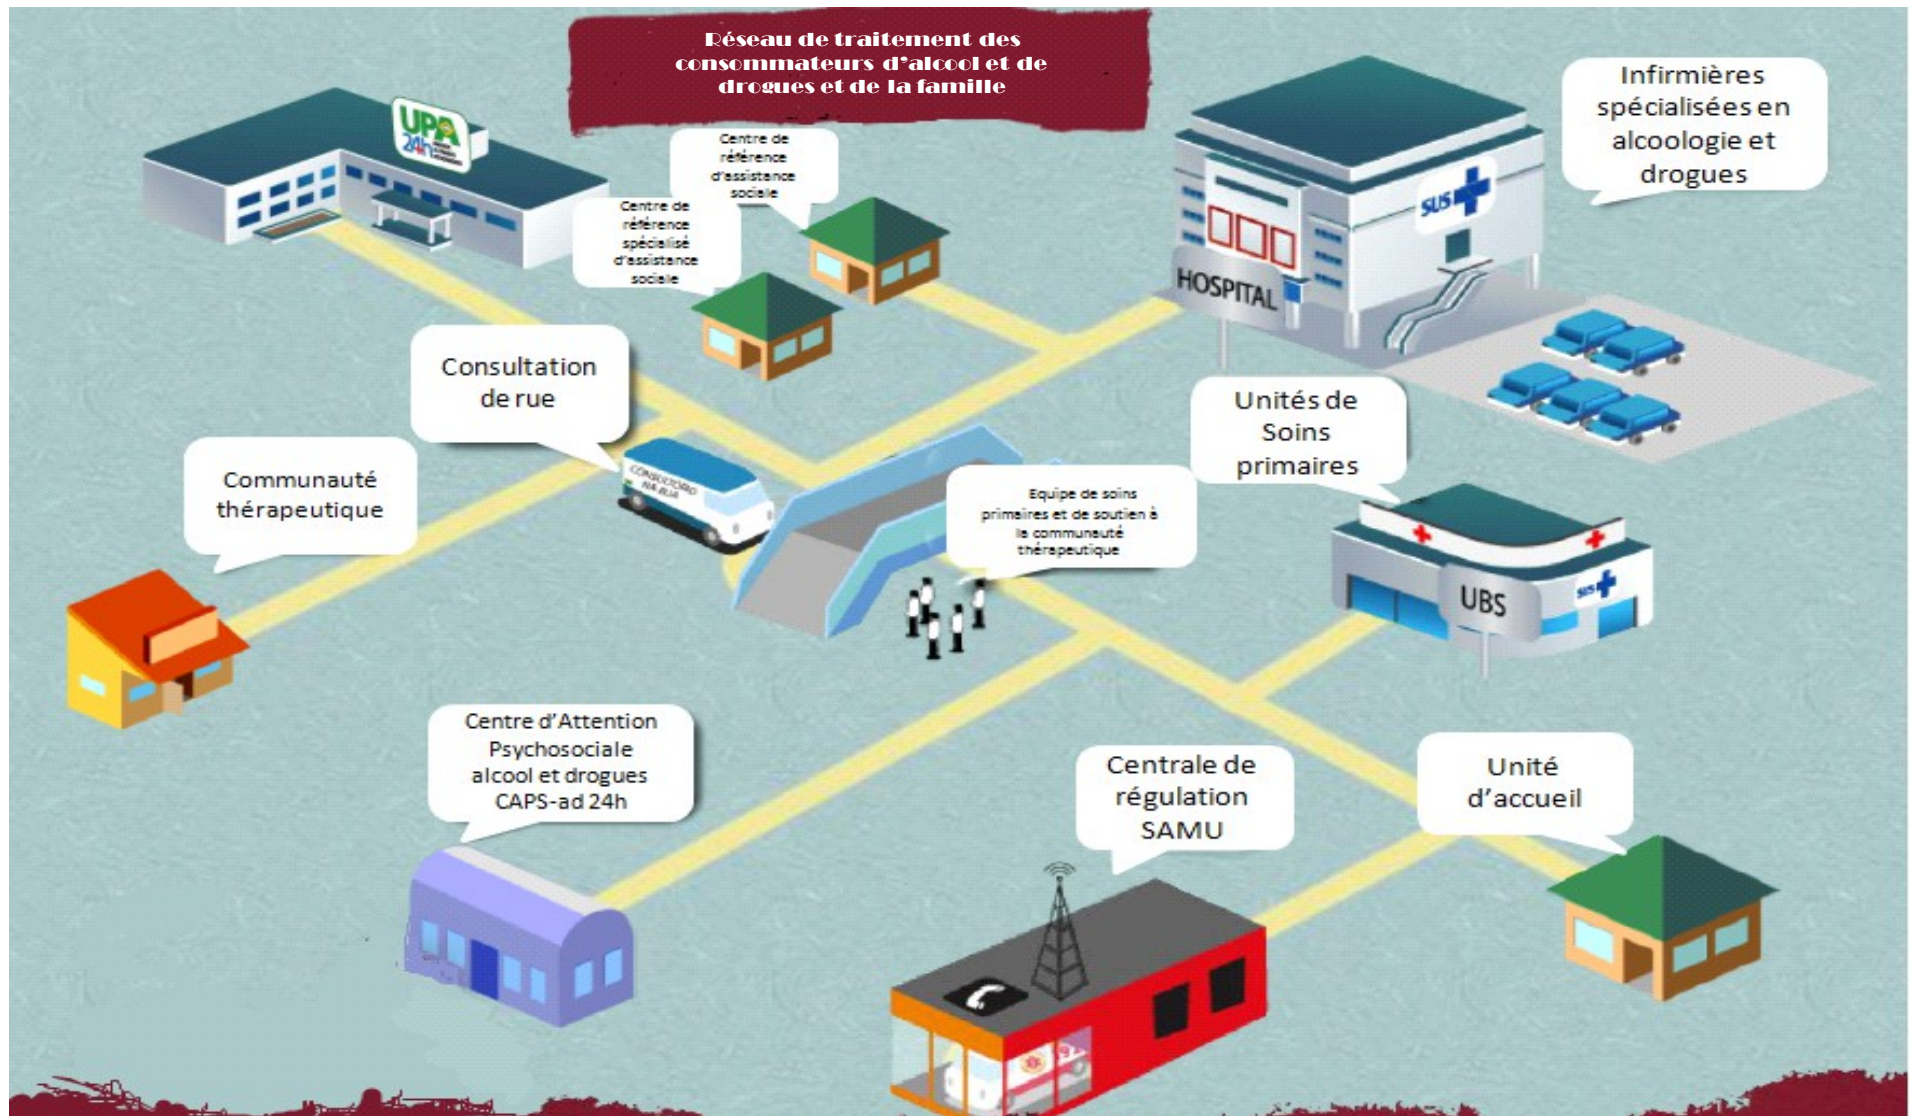 Réseau de traitement des
consommateurs d'alcool et de
drogues et de la famille
UPA
24h
Centre de
référence
d'assistance
sociale
Centre de
référence
spécialisé
d'assistance
sociale
Infirmières
spécialisées en
alcoologie et
drogues
SUS
HOSPITAL
Consultation
de rue
CONSULTORIO
NA RUA
Communauté
thérapeutique
Unités de
Soins
primaires
Equipe de soins
primaires et de soutien à
la communauté
thérapeutique
UBS
SUS
Centre d'Attention
Psychosociale
alcool et drogues
CAPS-ad 24h
Centrale de
régulation
SAMU
Unité
d'accueil